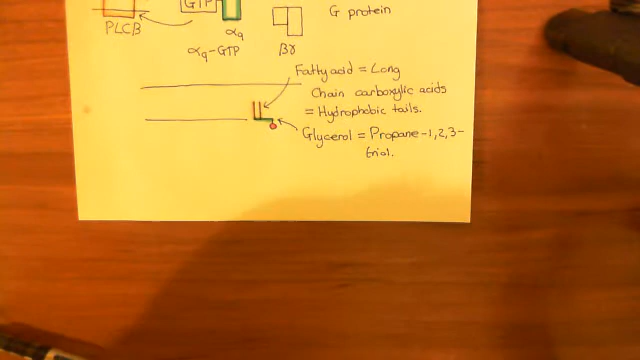 GTP
G protein
PLCβ
αq
αq-GTP
βγ
Fatty acid = Long
Chain carboxylic acids
= Hydrophobic tails.
Glycerol = Propane-1,2,3-
trial.